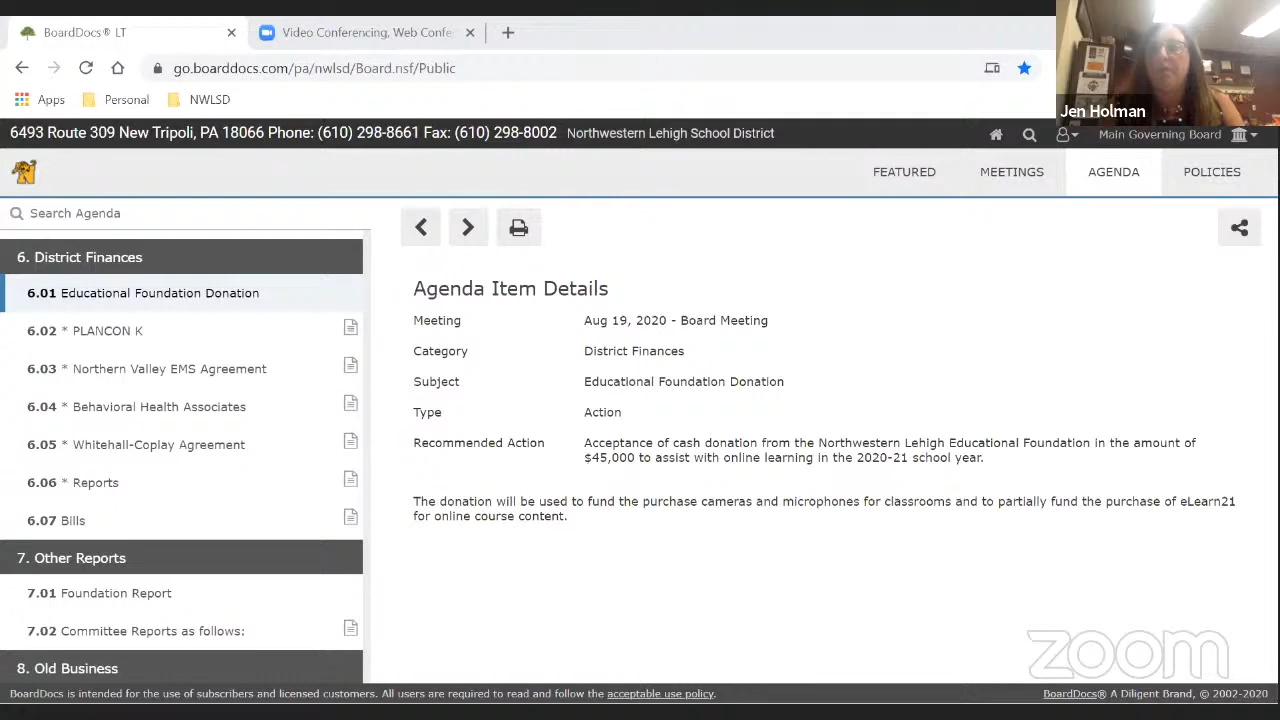 BoardDocs® LT
Video Conferencing, Web Confe
go.boarddocs.com/pa/nwlsd/Board.nsf/Public
Apps
Personal
NWLSD
Jen Holman
6493 Route 309 New Tripoli, PA 18066 Phone: (610) 298-8661 Fax: (610) 298-8002 Northwestern Lehigh School District
Main Governing Board
FEATURED
MEETINGS
AGENDA
POLICIES
Search Agenda
6. District Finances
6.01 Educational Foundation Donation
6.02 * PLANCON K
6.03 * Northern Valley EMS Agreement
6.04 * Behavioral Health Associates
6.05 * Whitehall-Coplay Agreement
6.06 * Reports
6.07 Bills
7. Other Reports
7.01 Foundation Report
7.02 Committee Reports as follows:
8. Old Business
Agenda Item Details
Meeting Aug 19, 2020 - Board Meeting
Category District Finances
Subject Educational Foundation Donation
Type Action
Recommended Action Acceptance of cash donation from the Northwestern Lehigh Educational Foundation in the amount of
$45,000 to assist with online learning in the 2020-21 school year.
The donation will be used to fund the purchase cameras and microphones for classrooms and to partially fund the purchase of eLearn21
for online course content.
zoom
BoardDocs is intended for the use of subscribers and licensed customers. All users are required to read and follow the acceptable use policy.
BoardDocs® A Diligent Brand, © 2002-2020